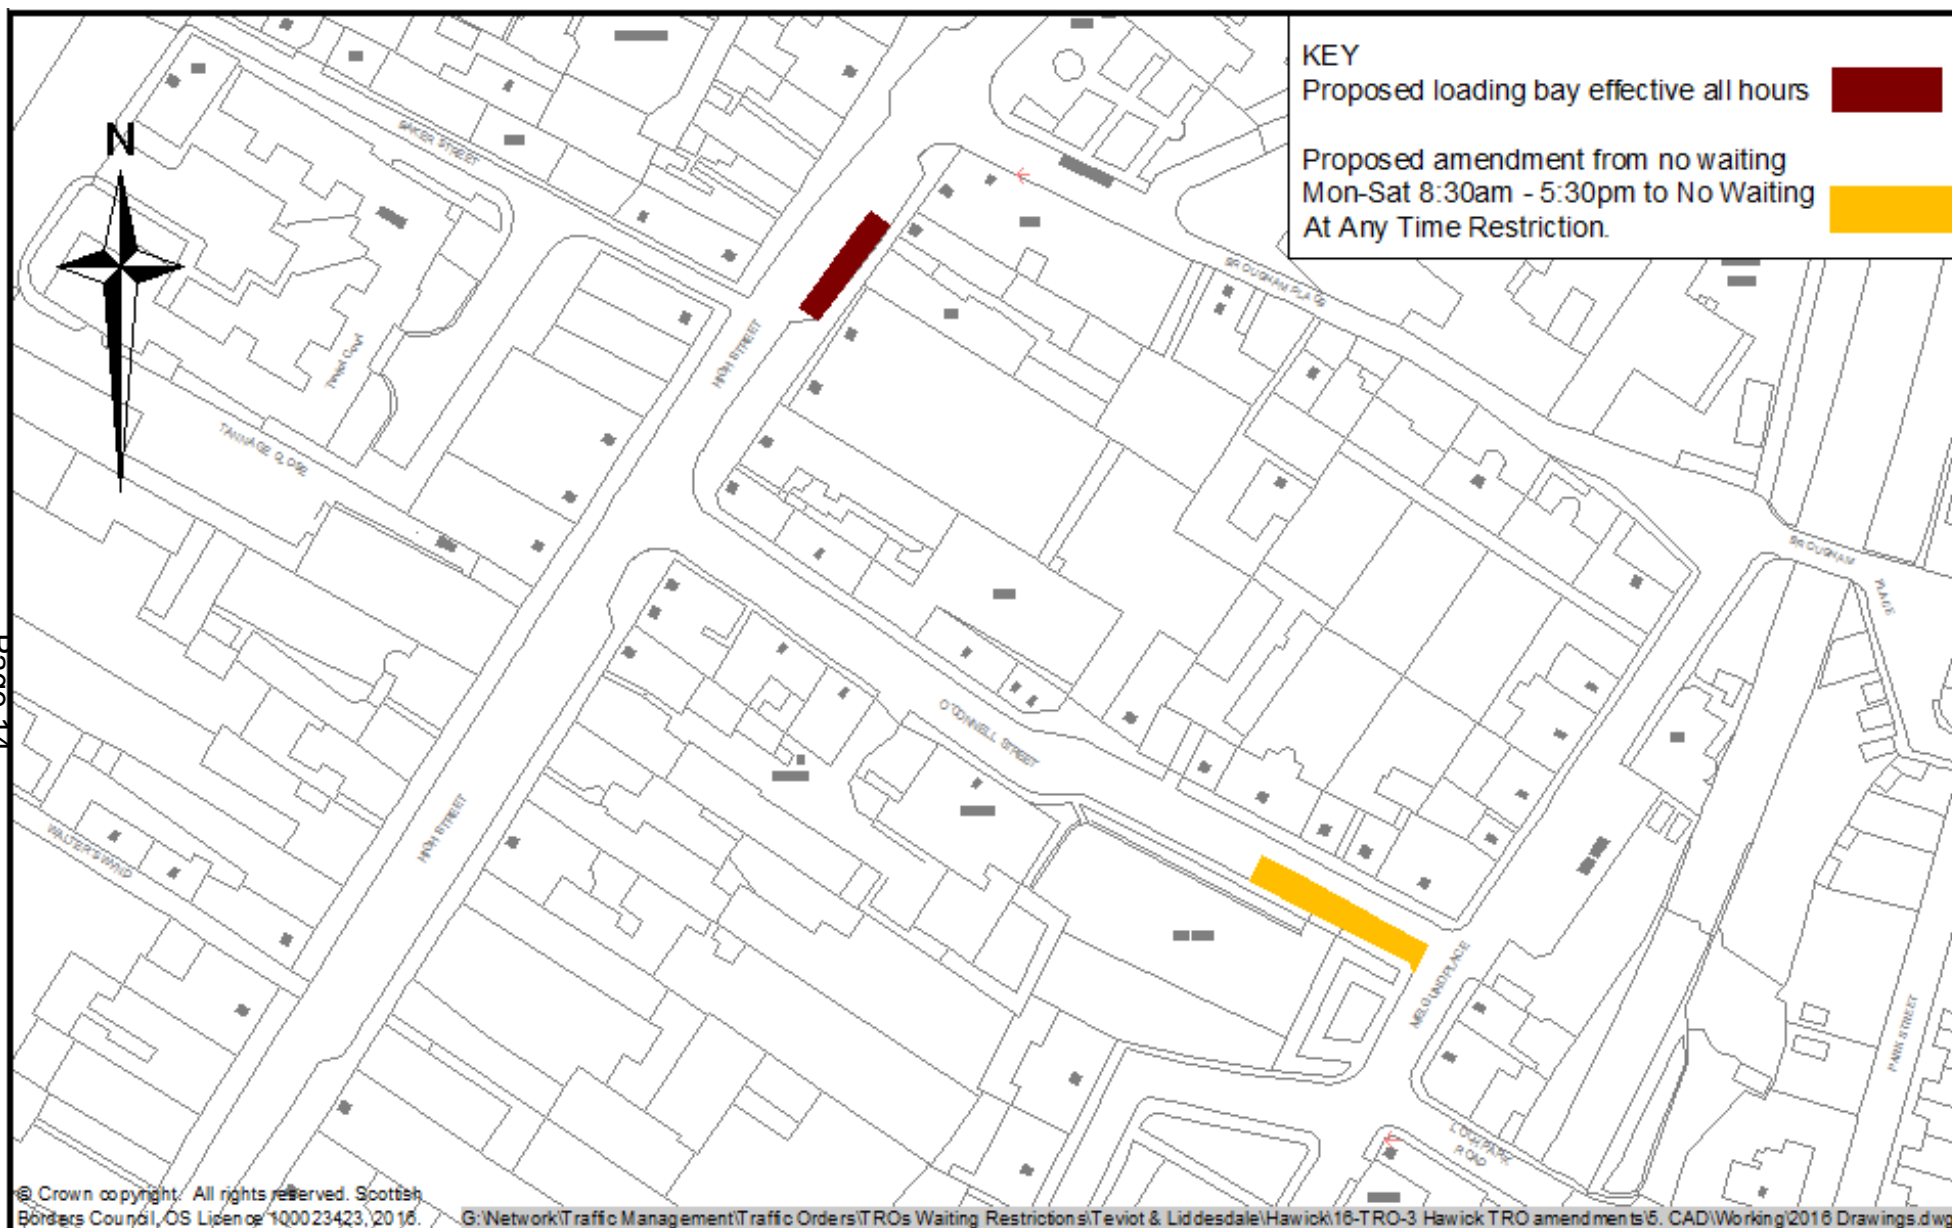 KEY
Proposed loading bay effective all hours
Proposed amendment from no waiting
Mon-Sat 8:30am - 5:30pm to No Waiting
At Any Time Restriction.
N
BAKER STREET
BROUGHAM PLACE
HIGH STREET
Teviot Court
TANNAGE CLOSE
BROUGHAM
PLACE
O'CONNELL STREET
HIGH STREET
WALTER'S WYND
MELGUND PLACE
PARK STREET
LOCH PARK
ROAD
© Crown copyright. All rights reserved. Scottish
Borders Council, OS Licence 100023423, 2016.
G:\Network\Traffic Management\Traffic Orders\TROs Waiting Restrictions\Teviot & Liddesdale\Hawick\16-TRO-3 Hawick TRO amendments\5. CAD\Working\2016 Drawings.dwg